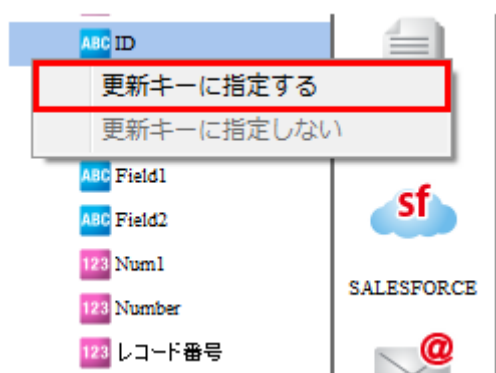 ABC ID
更新キーに指定する
更新キーに指定しない
ABC Field1
ABC Field2
123 Num1
123 Number
123 レコード番号
sf
SALESFORCE
@